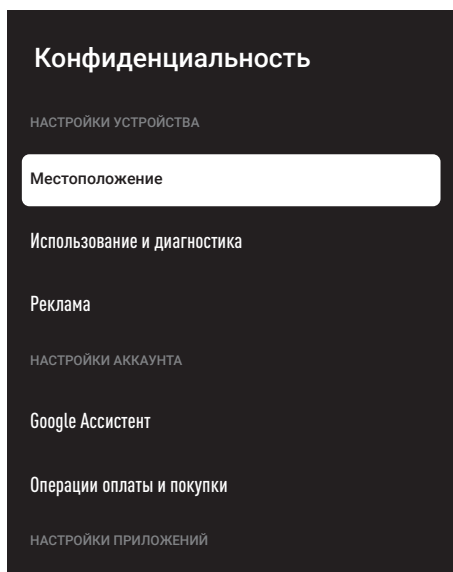 Конфиденциальность
НАСТРОЙКИ УСТРОЙСТВА
Местоположение
Использование и диагностика
Реклама
НАСТРОЙКИ АККАУНТА
Google Ассистент
Операции оплаты и покупки
НАСТРОЙКИ ПРИЛОЖЕНИЙ